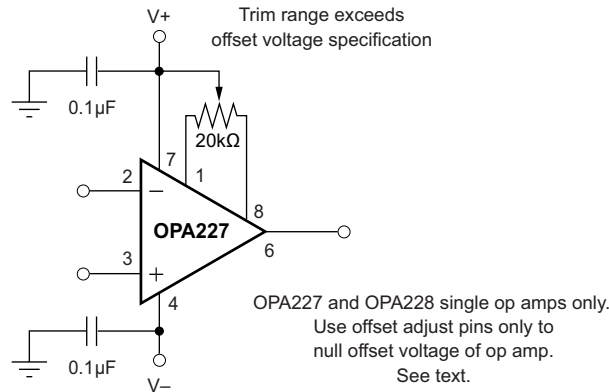 V+
Trim range exceeds
offset voltage specification
0.1µF
20kΩ
7
1
2
–
8
OPA227
6
3
+
4
OPA227 and OPA228 single op amps only.
Use offset adjust pins only to
null offset voltage of op amp.
See text.
0.1µF
V–